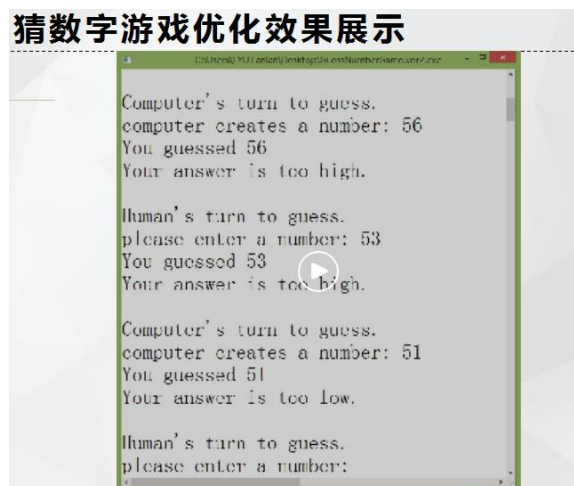 猜数字游戏优化效果展示
Computer's turn to guess.
computer creates a number: 56
You guessed 56
Your answer is too high.
Human's turn to guess.
please enter a number: 53
You guessed 53
Your answer is too high.
Computer's turn to guess.
computer creates a number: 51
You guessed 51
Your answer is too low.
Human's turn to guess.
please enter a number: